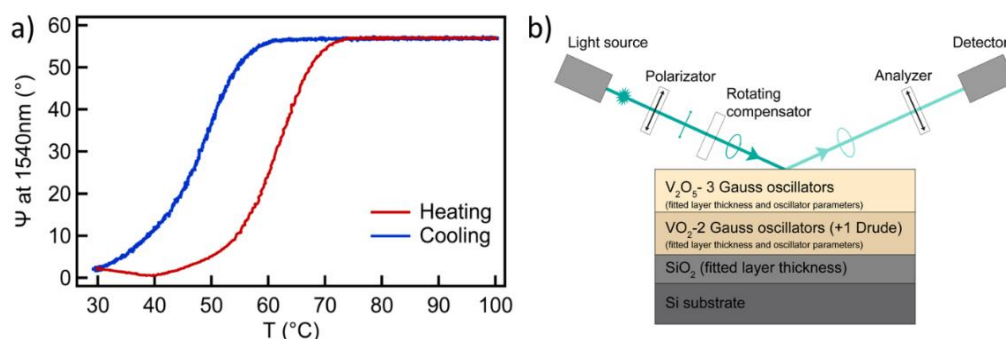 a)
60
50
40
30
20
10
0
Ψ at 1540nm (°)
Heating
Cooling
30 40 50 60 70 80 90 100
T (°C)
b)
Light source
Polarizator
Rotating
compensator
Analyzer
Detector
V₂O₅- 3 Gauss oscillators
(fitted layer thickness and oscillator parameters)
VO₂-2 Gauss oscillators (+1 Drude)
(fitted layer thickness and oscillator parameters)
SiO₂ (fitted layer thickness)
Si substrate